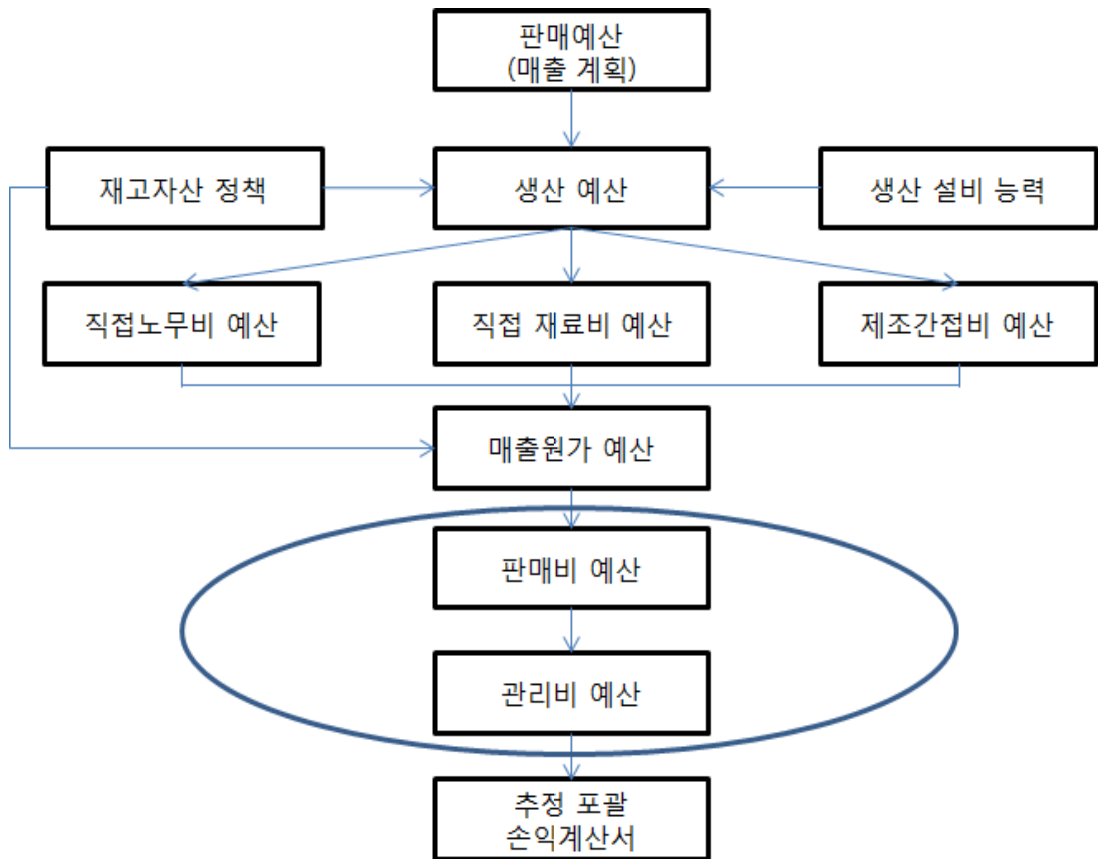 판매예산
(매출 계획)
재고자산 정책
생산 예산
생산 설비 능력
직접노무비 예산
직접 재료비 예산
제조간접비 예산
매출원가 예산
판매비 예산
관리비 예산
추정 포괄
손익계산서